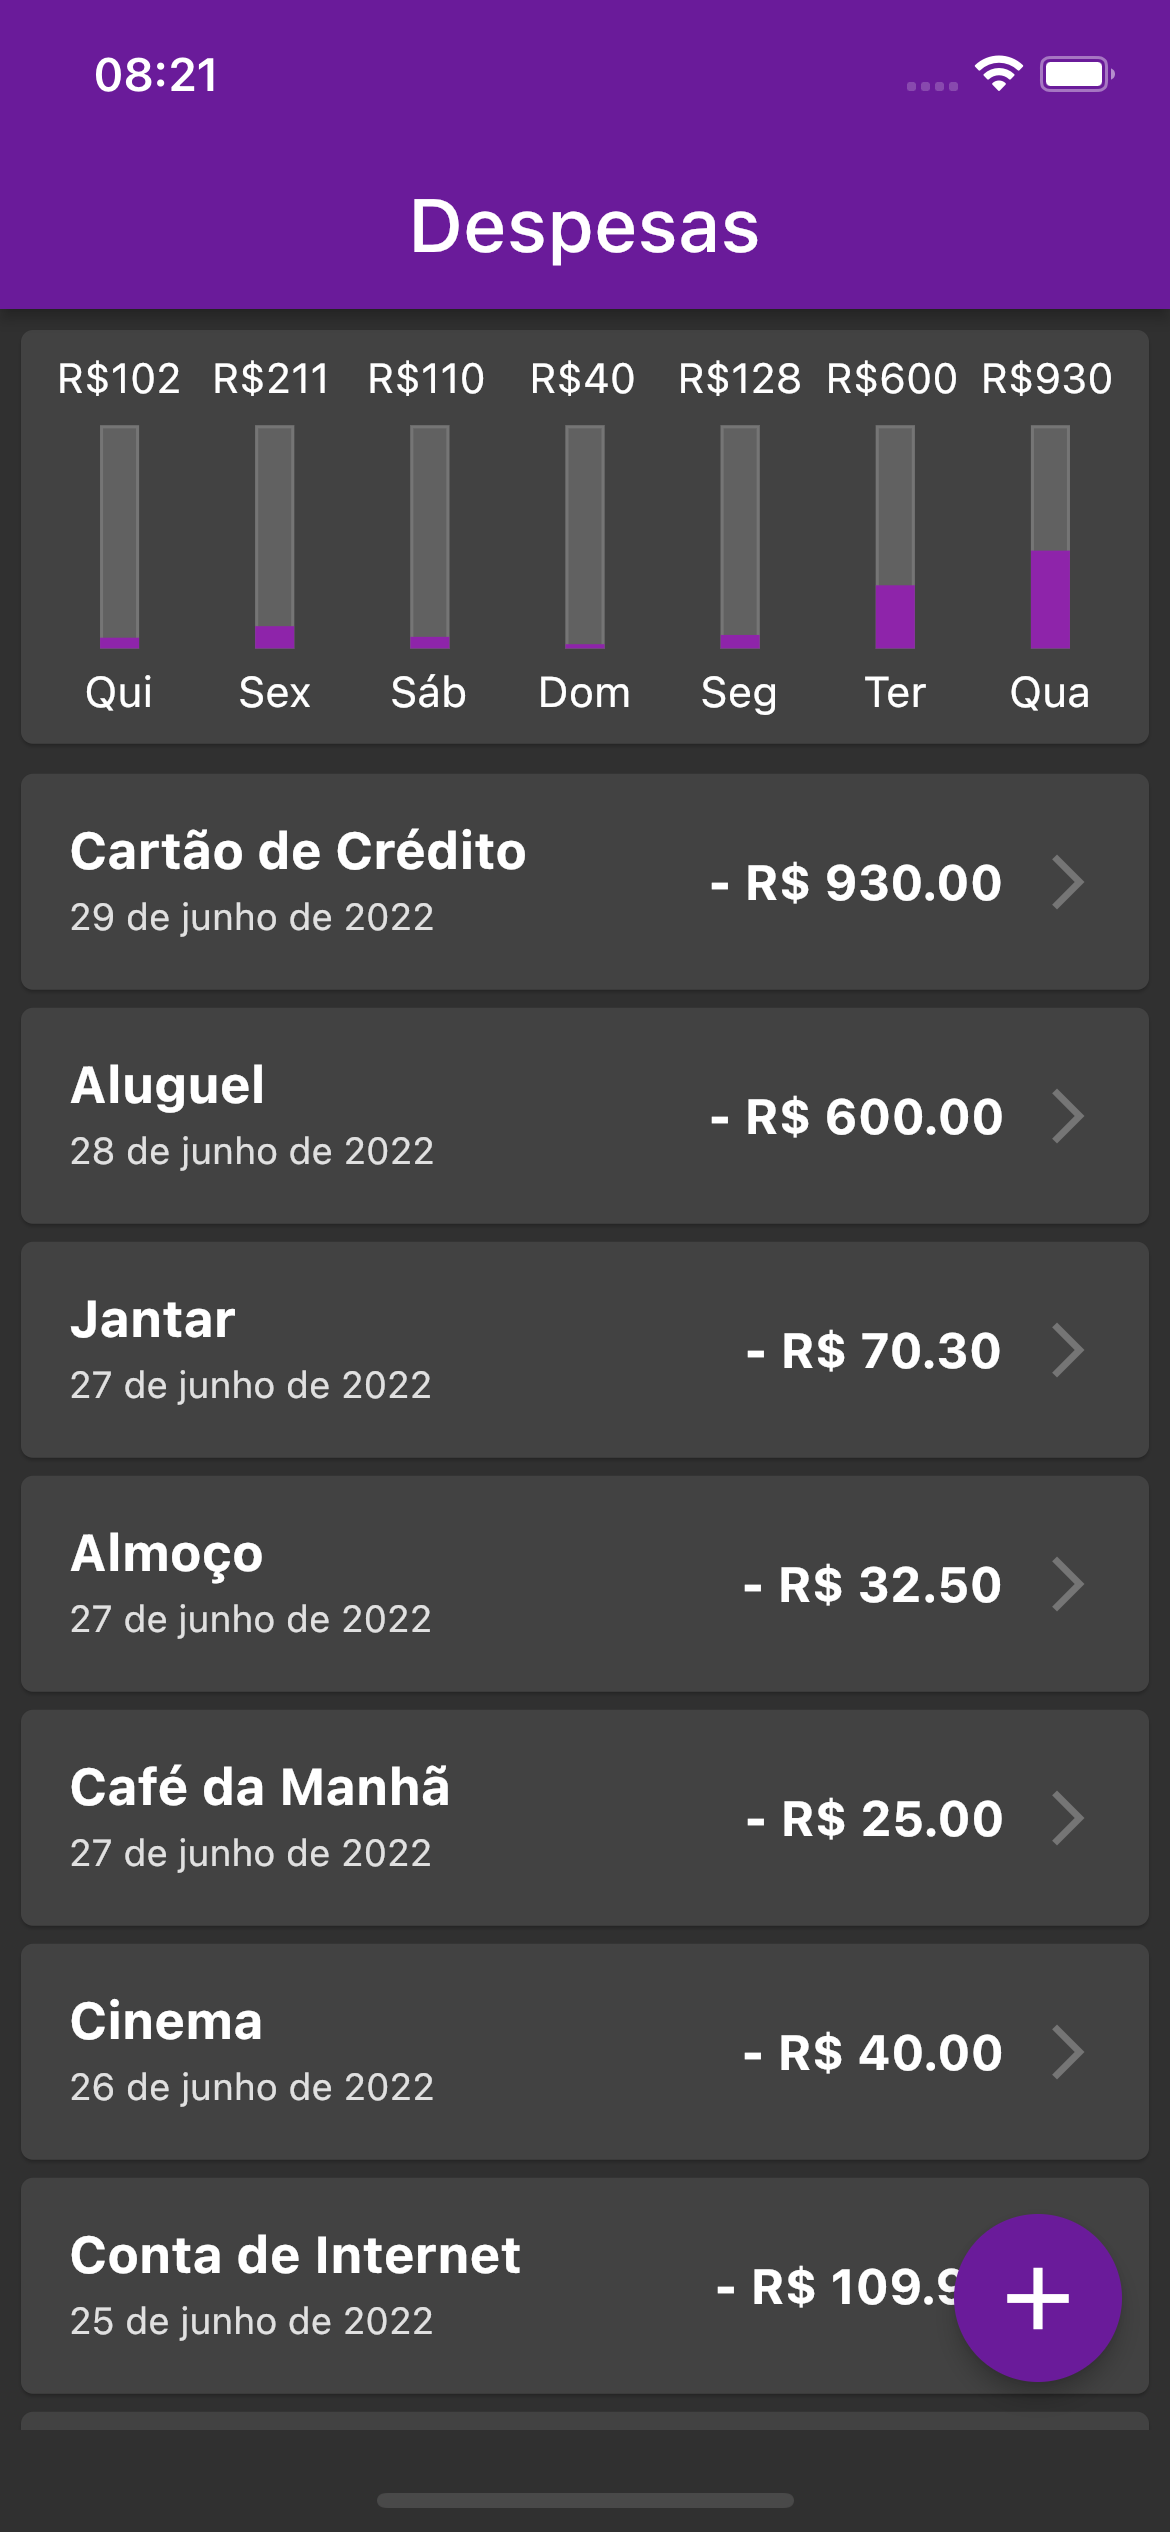 08:21
Despesas
R$102 R$211 R$110 R$40 R$128 R$600 R$930
Qui Sex Sáb Dom Seg Ter Qua
Cartão de Crédito
- R$ 930.00
29 de junho de 2022
Aluguel
- R$ 600.00
28 de junho de 2022
Jantar
- R$ 70.30
27 de junho de 2022
Almoço
- R$ 32.50
27 de junho de 2022
Café da Manhã
- R$ 25.00
27 de junho de 2022
Cinema
- R$ 40.00
26 de junho de 2022
Conta de Internet
- R$ 109.9
25 de junho de 2022